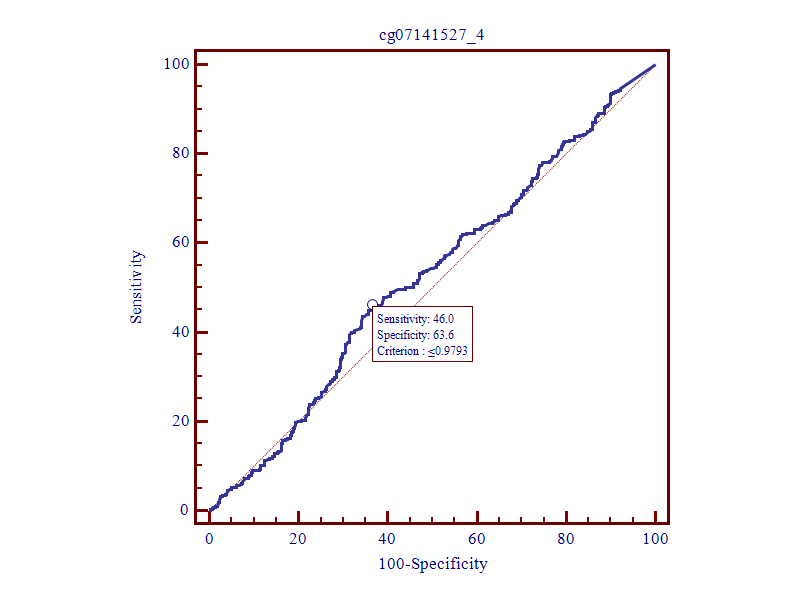 cg07141527_4
100
80
60
40
20
0
Sensitivity
Sensitivity: 46.0
Specificity: 63.6
Criterion : ≤0.9793
0 20 40 60 80 100
100-Specificity